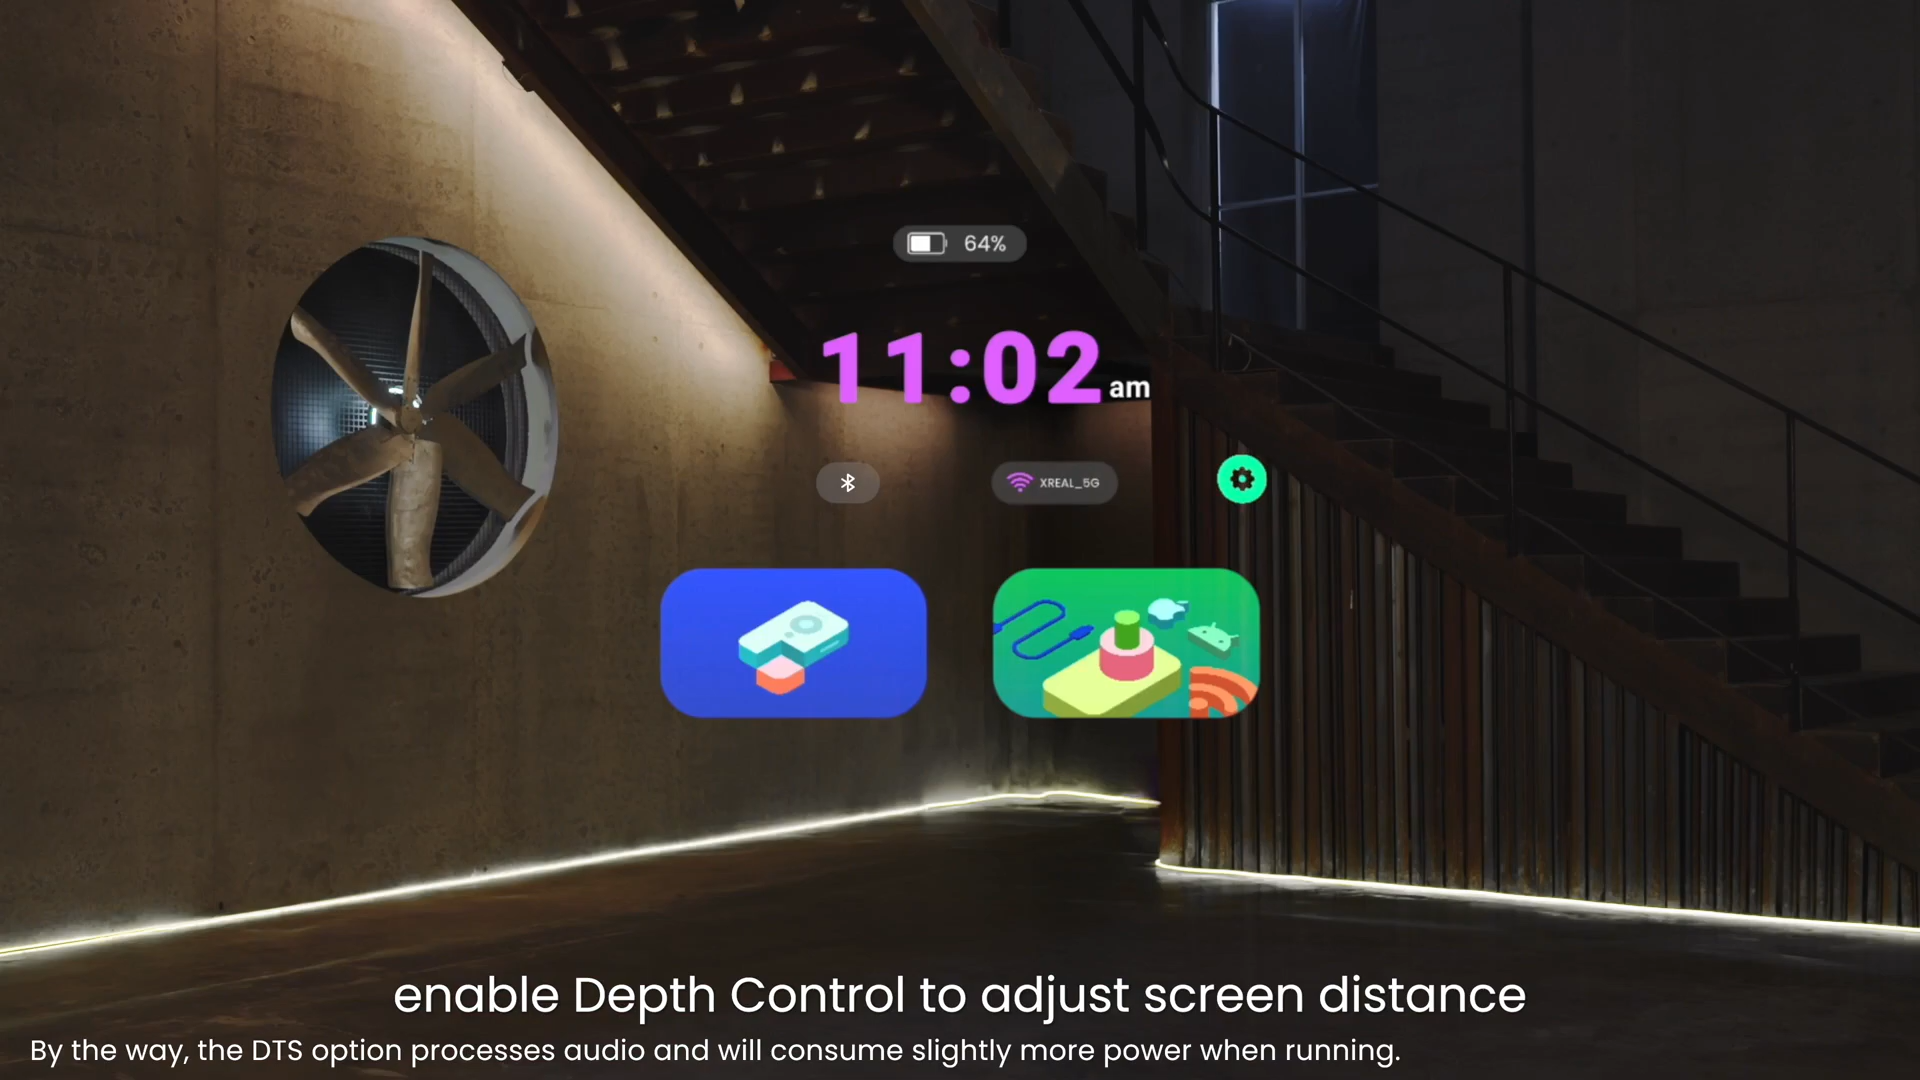 64%
11:02 am
XREAL_5G
enable Depth Control to adjust screen distance
By the way, the DTS option processes audio and will consume slightly more power when running.